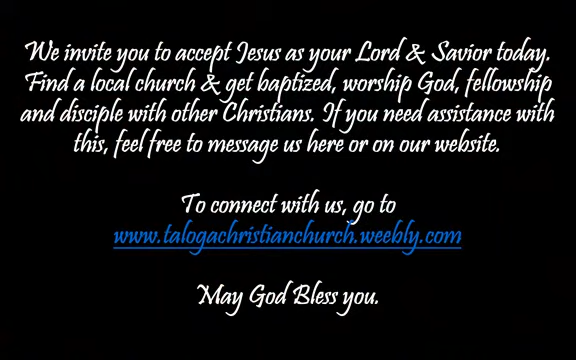 We invite you to accept Jesus as your Lord & Savior today.
Find a local church & get baptized, worship God, fellowship
and disciple with other Christians. If you need assistance with
this, feel free to message us here or on our website.
To connect with us, go to
www.talogachristianchurch.weebly.com
May God Bless you.